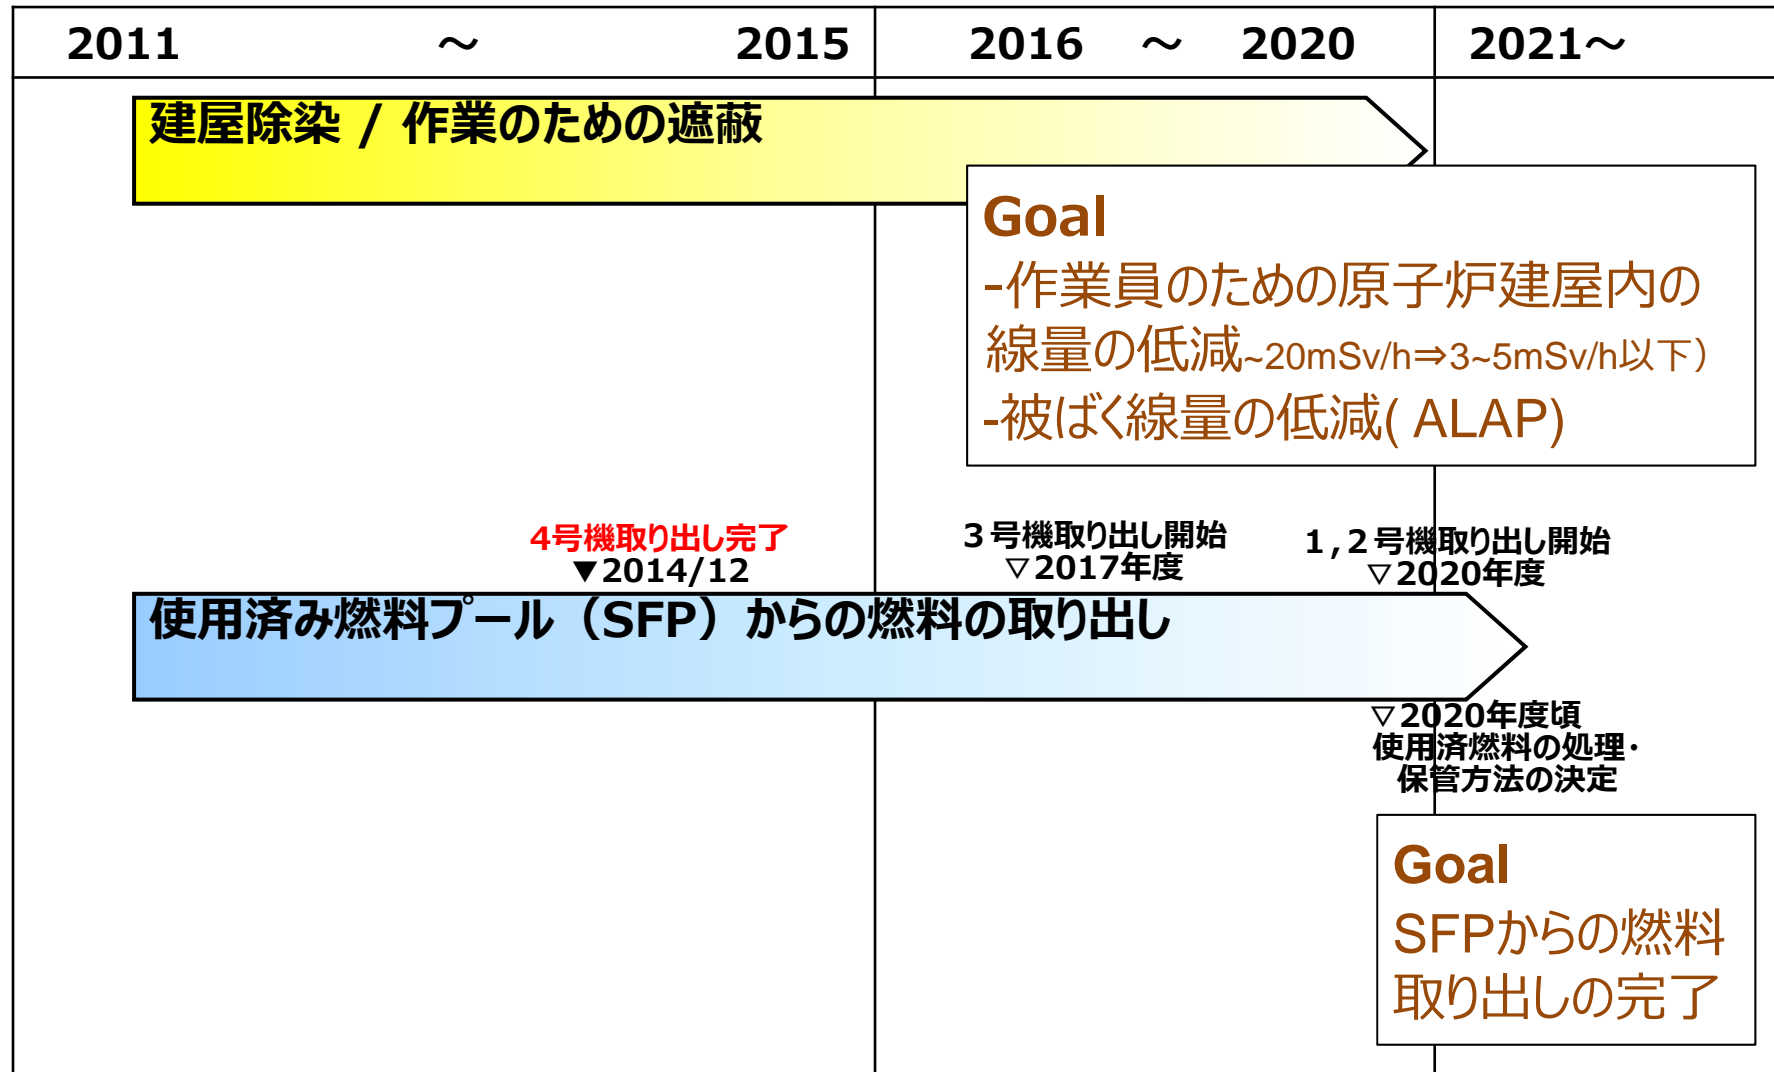 2011 ～ 2015 2016 ～ 2020 2021～
建屋除染 / 作業のための遮蔽
Goal
-作業員のための原子炉建屋内の
線量の低減~20mSv/h⇒3~5mSv/h以下）
-被ばく線量の低減( ALAP)
4号機取り出し完了
▼2014/12
３号機取り出し開始
▽2017年度
1,２号機取り出し開始
▽2020年度
使用済み燃料プール（SFP）からの燃料の取り出し
▽2020年度頃
使用済燃料の処理・
保管方法の決定
Goal
SFPからの燃料
取り出しの完了